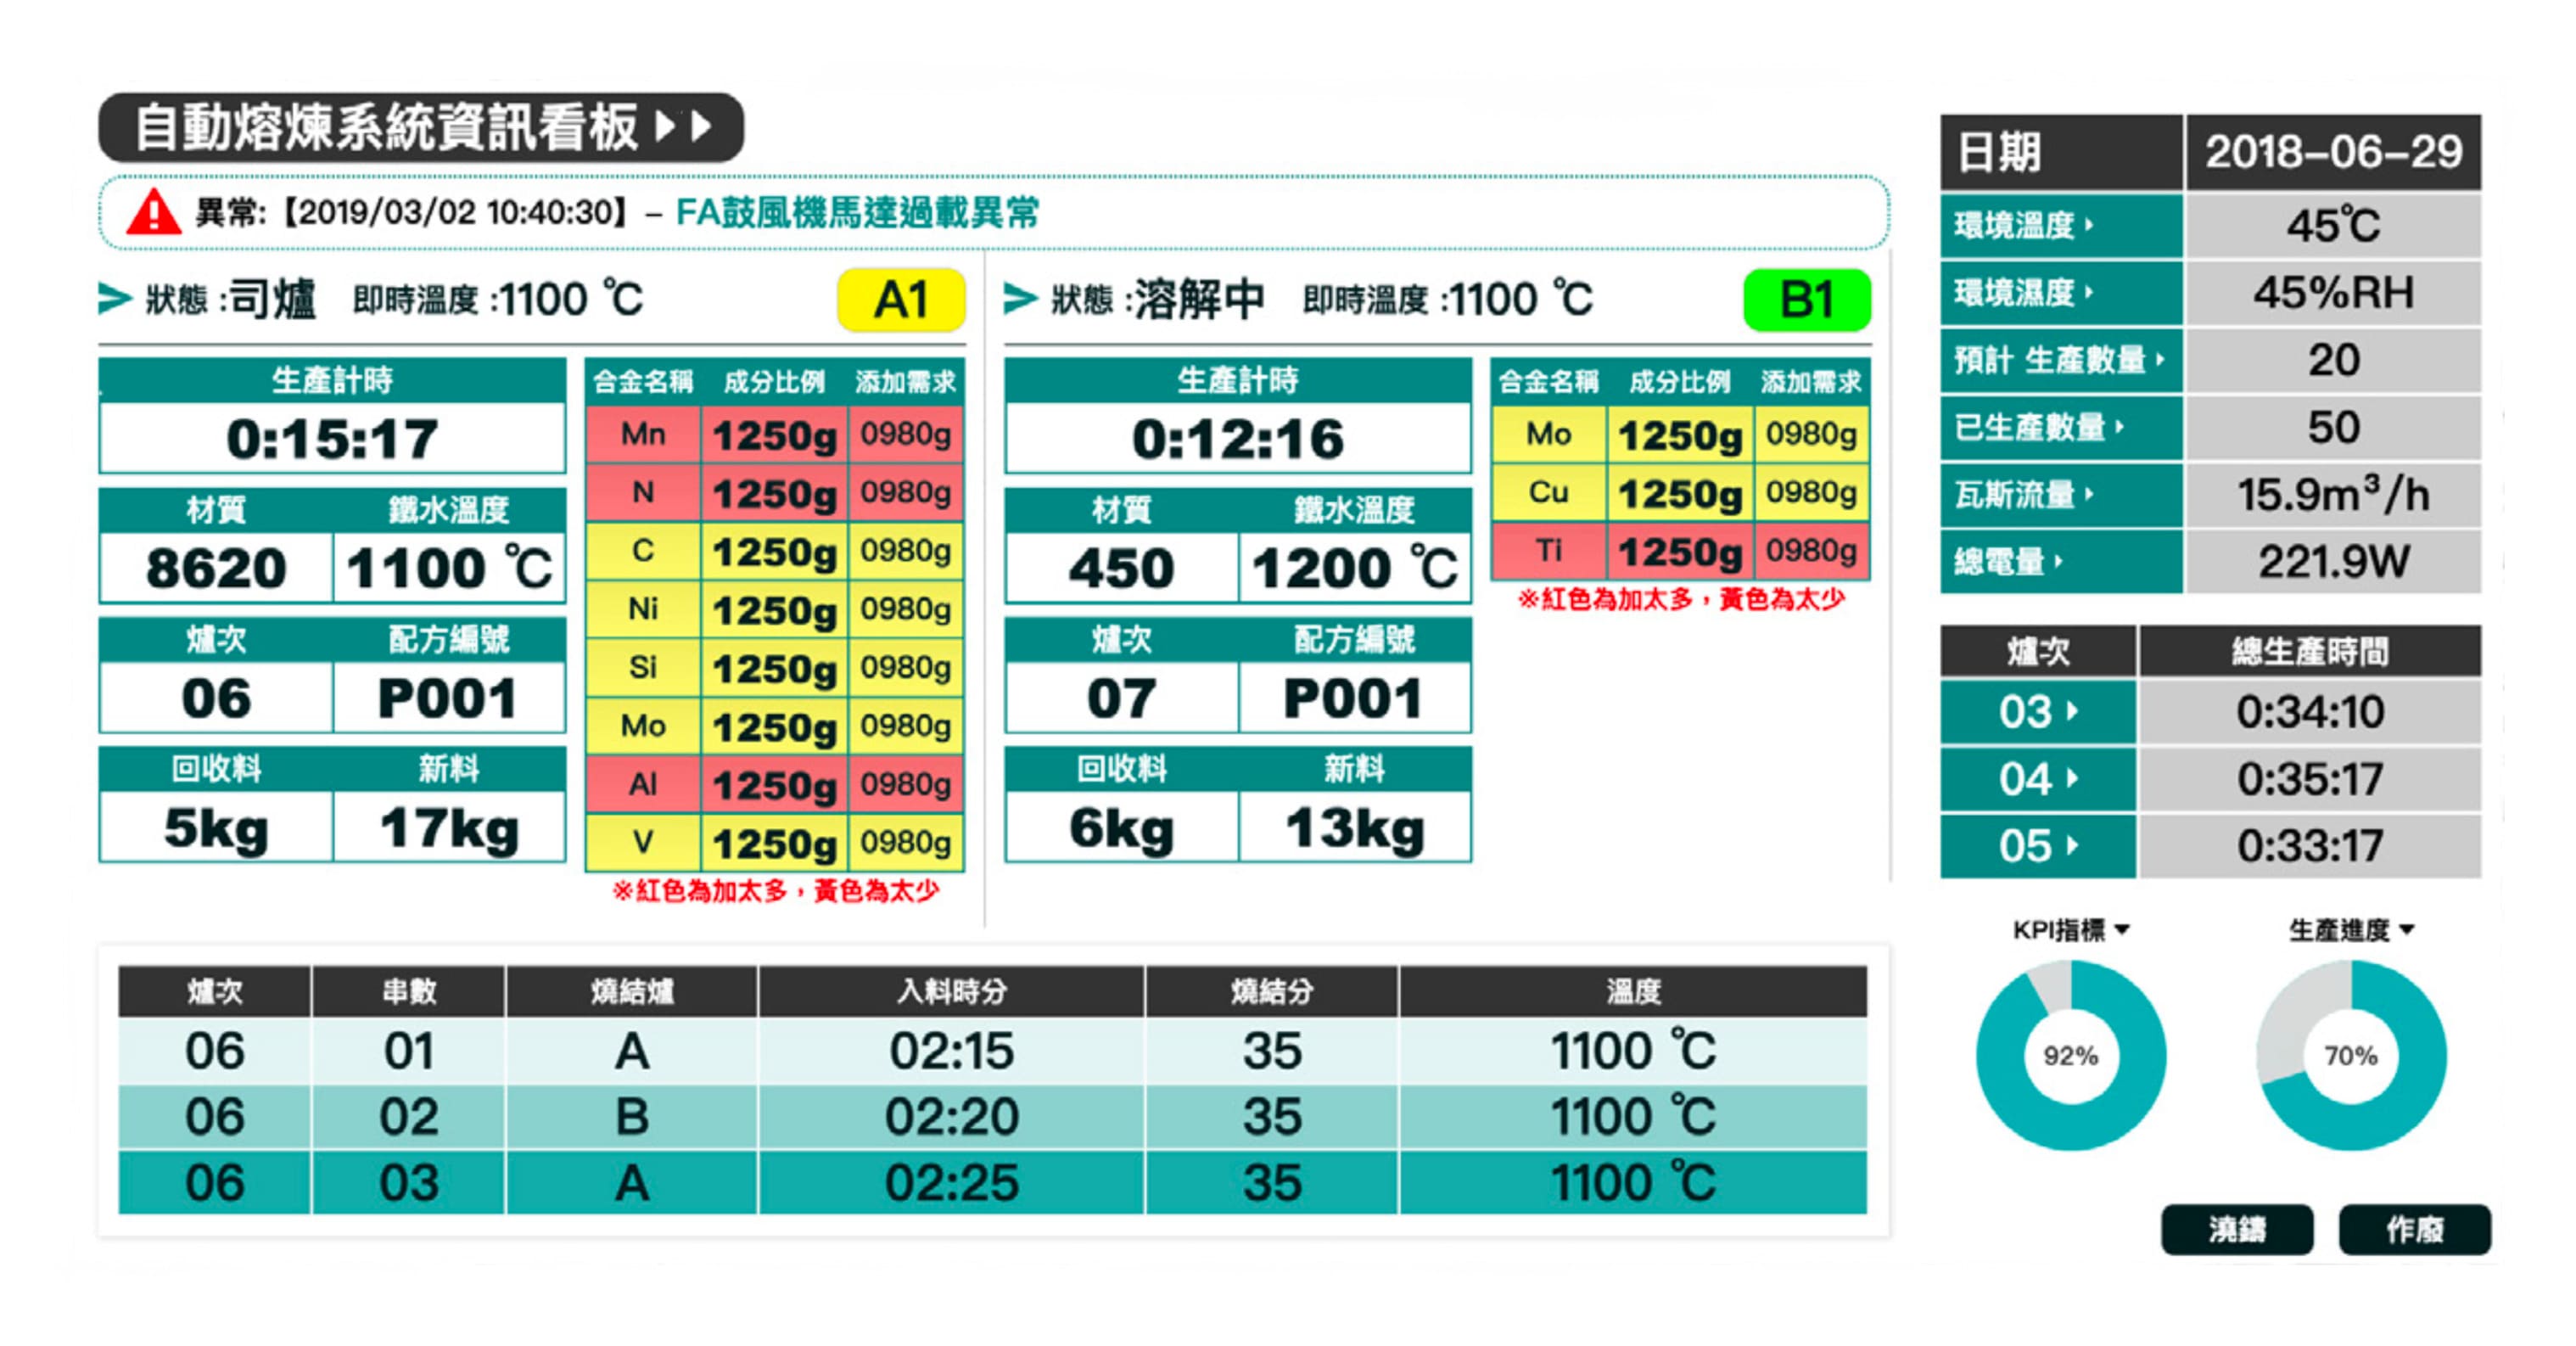 自動熔煉系統資訊看板
異常:【2019/03/02 10:40:30】– FA鼓風機馬達過載異常
狀態 :司爐 即時溫度 :1100 ℃ A1
生產計時
0:15:17
材質 鐵水溫度
8620 1100 ℃
爐次 配方編號
06 P001
回收料 新料
5kg 17kg
合金名稱 成分比例 添加需求
Mn 1250g 0980g
N 1250g 0980g
C 1250g 0980g
Ni 1250g 0980g
Si 1250g 0980g
Mo 1250g 0980g
Al 1250g 0980g
V 1250g 0980g
※紅色為加太多，黃色為太少
狀態 :溶解中 即時溫度 :1100 ℃ B1
生產計時
0:12:16
材質 鐵水溫度
450 1200 ℃
爐次 配方編號
07 P001
回收料 新料
6kg 13kg
合金名稱 成分比例 添加需求
Mo 1250g 0980g
Cu 1250g 0980g
Ti 1250g 0980g
※紅色為加太多，黃色為太少
爐次 串數 燒結爐 入料時分 燒結分 溫度
06 01 A 02:15 35 1100 ℃
06 02 B 02:20 35 1100 ℃
06 03 A 02:25 35 1100 ℃
日期 2018–06–29
環境溫度 45℃
環境濕度 45%RH
預計 生產數量 20
已生產數量 50
瓦斯流量 15.9m³/h
總電量 221.9W
爐次 總生產時間
03 0:34:10
04 0:35:17
05 0:33:17
KPI指標 生產進度
92% 70%
澆鑄 作廢